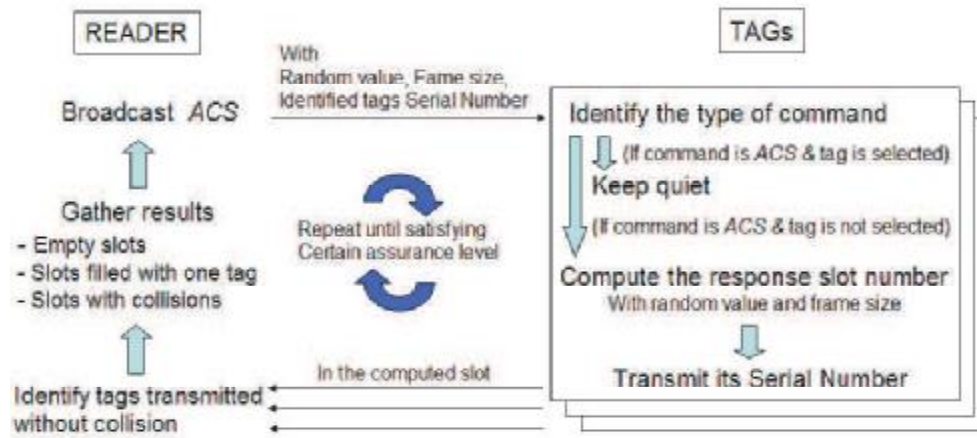 READER
TAGs
With
Random value, Fame size,
Identified tags Serial Number
Broadcast ACS
Identify the type of command
(If command is ACS & tag is selected)
Keep quiet
(If command is ACS & tag is not selected)
Gather results
- Empty slots
- Slots filled with one tag
- Slots with collisions
Repeat until satisfying
Certain assurance level
Compute the response slot number
With random value and frame size
In the computed slot
Transmit its Serial Number
Identify tags transmitted
without collision